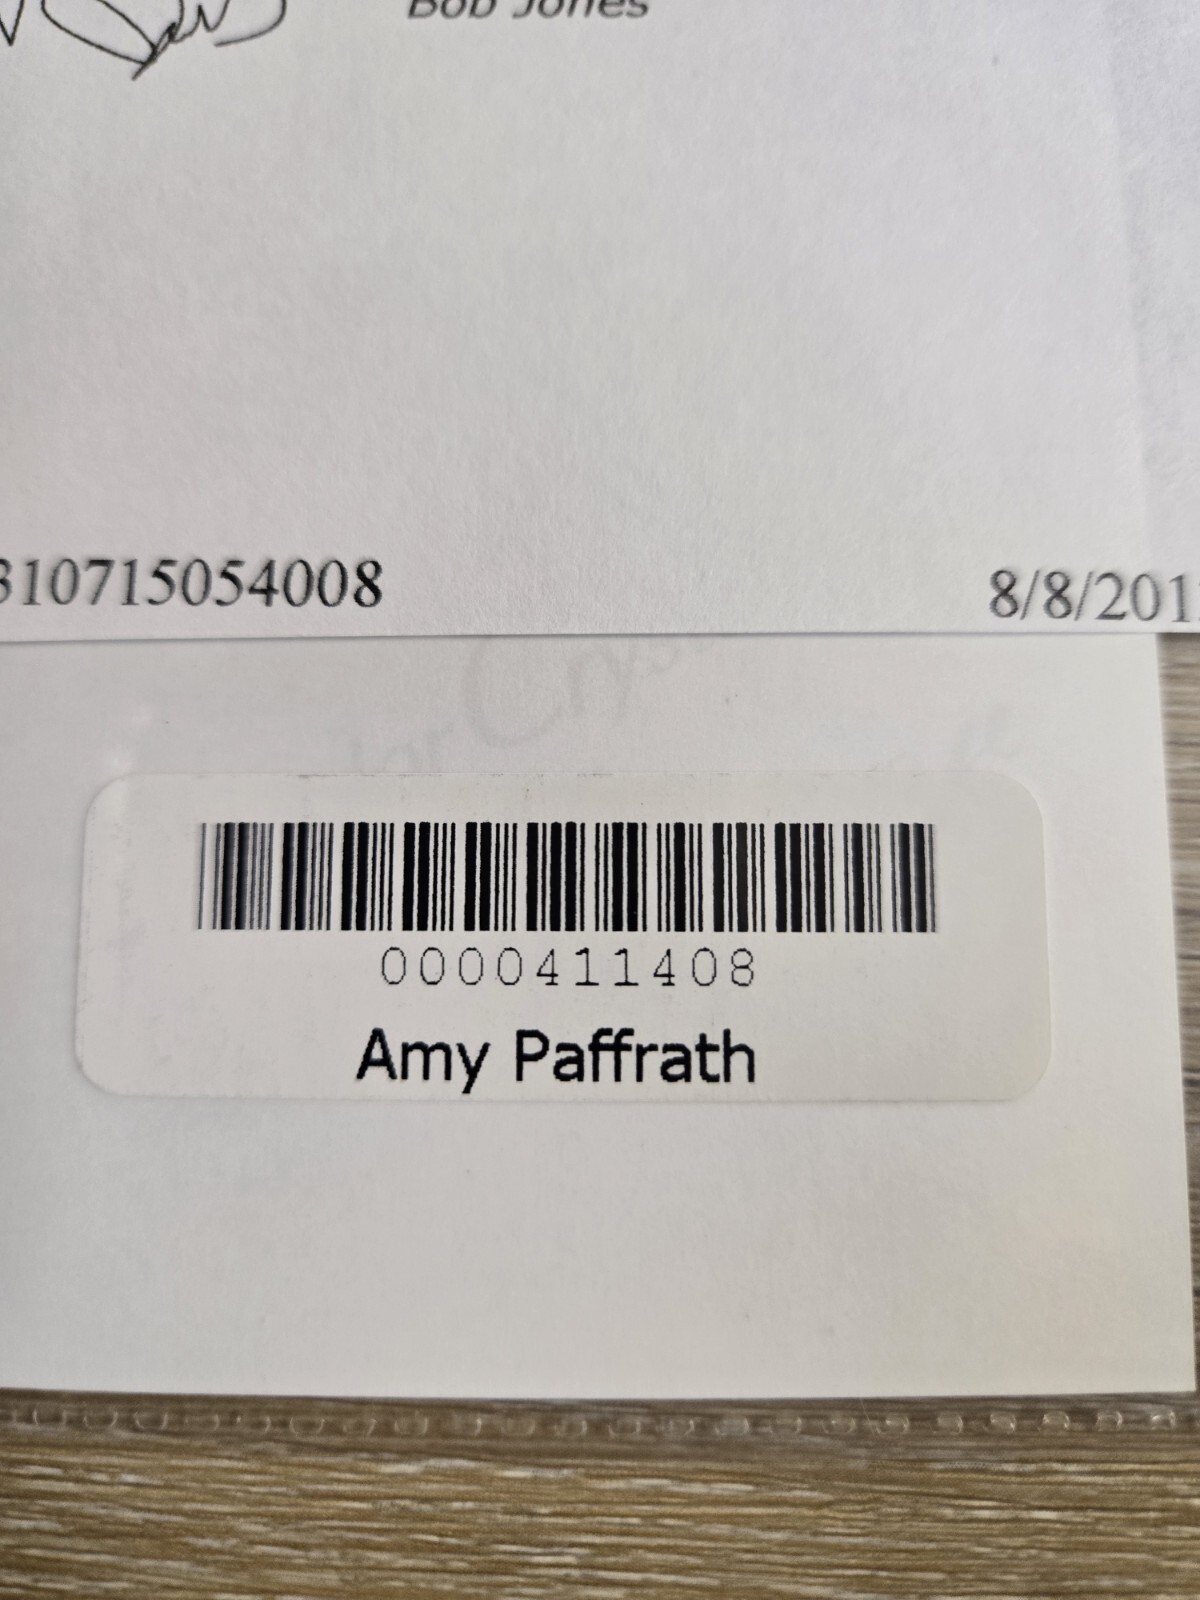 Bob Jones
310715054008
8/8/201
0000411408
Amy Paffrath